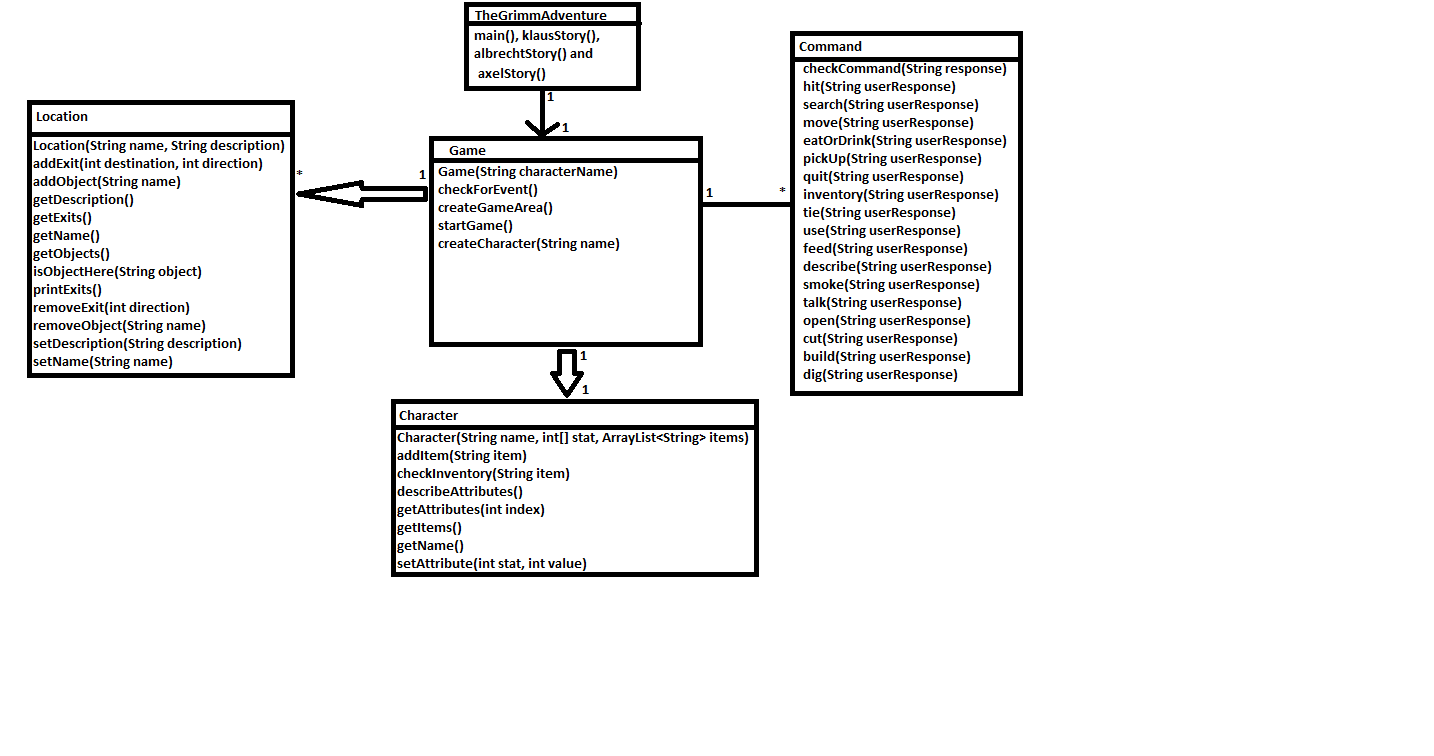 TheGrimmAdventure
main(), klausStory(),
albrechtStory() and
axelStory()
1
1
Location
Location(String name, String description)
addExit(int destination, int direction)
addObject(String name)
getDescription()
getExits()
getName()
getObjects()
isObjectHere(String object)
printExits()
removeExit(int direction)
removeObject(String name)
setDescription(String description)
setName(String name)
*
1
Game
Game(String characterName)
checkForEvent()
createGameArea()
startGame()
createCharacter(String name)
1
*
Command
checkCommand(String response)
hit(String userResponse)
search(String userResponse)
move(String userResponse)
eatOrDrink(String userResponse)
pickUp(String userResponse)
quit(String userResponse)
inventory(String userResponse)
tie(String userResponse)
use(String userResponse)
feed(String userResponse)
describe(String userResponse)
smoke(String userResponse)
talk(String userResponse)
open(String userResponse)
cut(String userResponse)
build(String userResponse)
dig(String userResponse)
1
1
Character
Character(String name, int[] stat, ArrayList<String> items)
addItem(String item)
checkInventory(String item)
describeAttributes()
getAttributes(int index)
getItems()
getName()
setAttribute(int stat, int value)